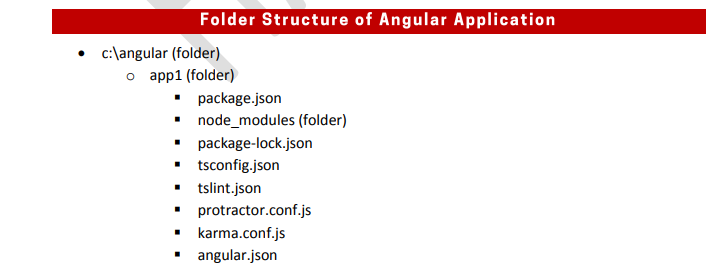 Folder Structure of Angular Application
• c:\angular (folder)
o app1 (folder)
▪ package.json
▪ node_modules (folder)
▪ package-lock.json
▪ tsconfig.json
▪ tslint.json
▪ protractor.conf.js
▪ karma.conf.js
▪ angular.json